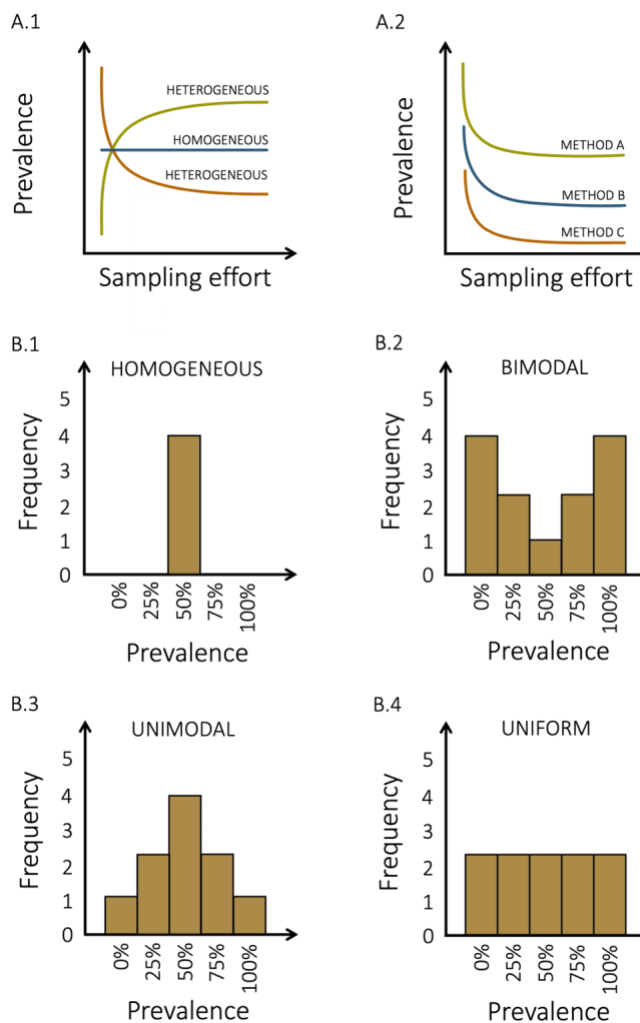 A.1
Prevalence
HETEROGENEOUS
HOMOGENEOUS
HETEROGENEOUS
Sampling effort
A.2
Prevalence
METHOD A
METHOD B
METHOD C
Sampling effort
B.1
HOMOGENEOUS
Frequency
5
4
3
2
1
0
0%
25%
50%
75%
100%
Prevalence
B.2
BIMODAL
Frequency
5
4
3
2
1
0
0%
25%
50%
75%
100%
Prevalence
B.3
UNIMODAL
Frequency
5
4
3
2
1
0
0%
25%
50%
75%
100%
Prevalence
B.4
UNIFORM
Frequency
5
4
3
2
1
0
0%
25%
50%
75%
100%
Prevalence